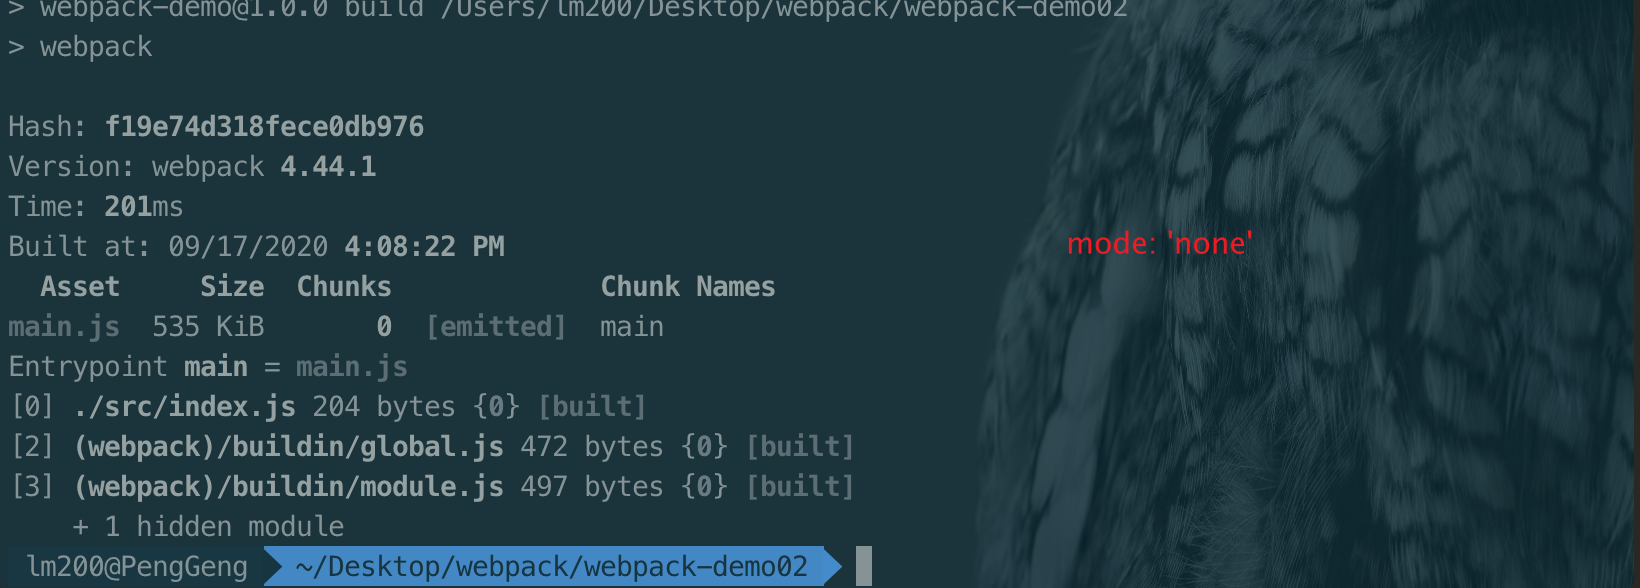 > webpack-demo@1.0.0 build /Users/lm200/Desktop/webpack/webpack-demo02
> webpack
Hash: f19e74d318fece0db976
Version: webpack 4.44.1
Time: 201ms
Built at: 09/17/2020 4:08:22 PM
mode: 'none'
Asset Size Chunks Chunk Names
main.js 535 KiB 0 [emitted] main
Entrypoint main = main.js
[0] ./src/index.js 204 bytes {0} [built]
[2] (webpack)/buildin/global.js 472 bytes {0} [built]
[3] (webpack)/buildin/module.js 497 bytes {0} [built]
+ 1 hidden module
lm200@PengGeng ~/Desktop/webpack/webpack-demo02